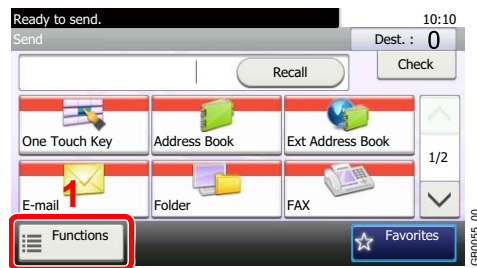 Ready to send.
10:10
Send
Dest. : 0
Recall
Check
One Touch Key
Address Book
Ext Address Book
1/2
E-mail
1
Folder
FAX
Functions
Favorites
GB0055_00